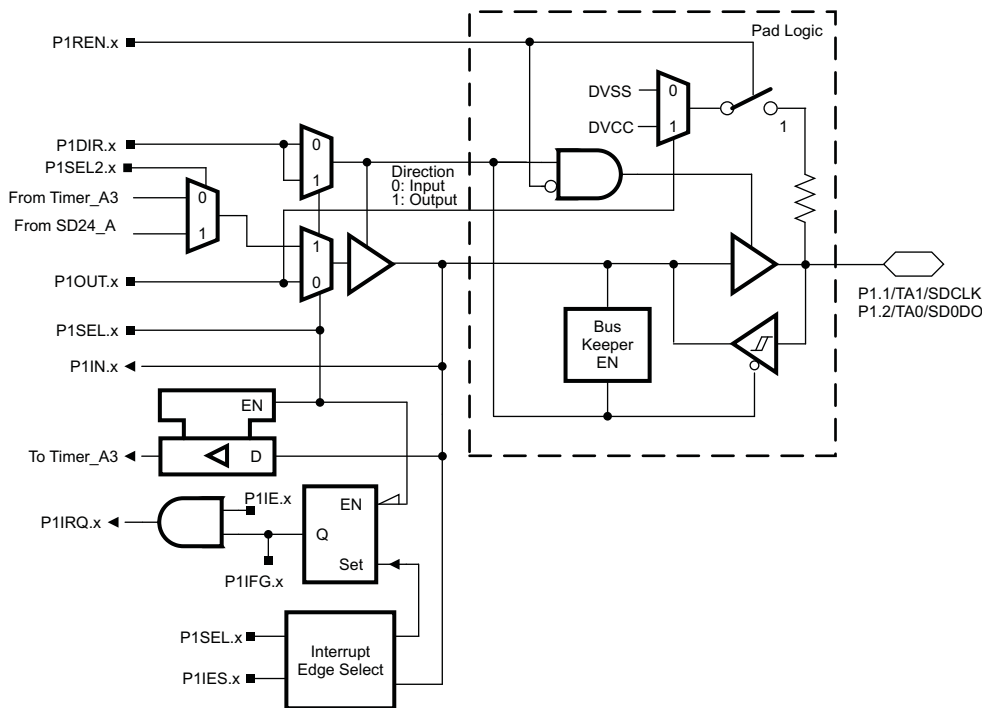 Pad Logic
P1REN.x
DVSS
0
DVCC
1
1
P1DIR.x
0
P1SEL2.x
1
Direction
0: Input
1: Output
From Timer_A3
0
From SD24_A
1
1
P1OUT.x
0
P1.1/TA1/SDCLK
P1.2/TA0/SD0DO
P1SEL.x
Bus
Keeper
EN
P1IN.x
EN
To Timer_A3
D
P1IE.x
EN
P1IRQ.x
Q
Set
P1IFG.x
P1SEL.x
Interrupt
Edge Select
P1IES.x